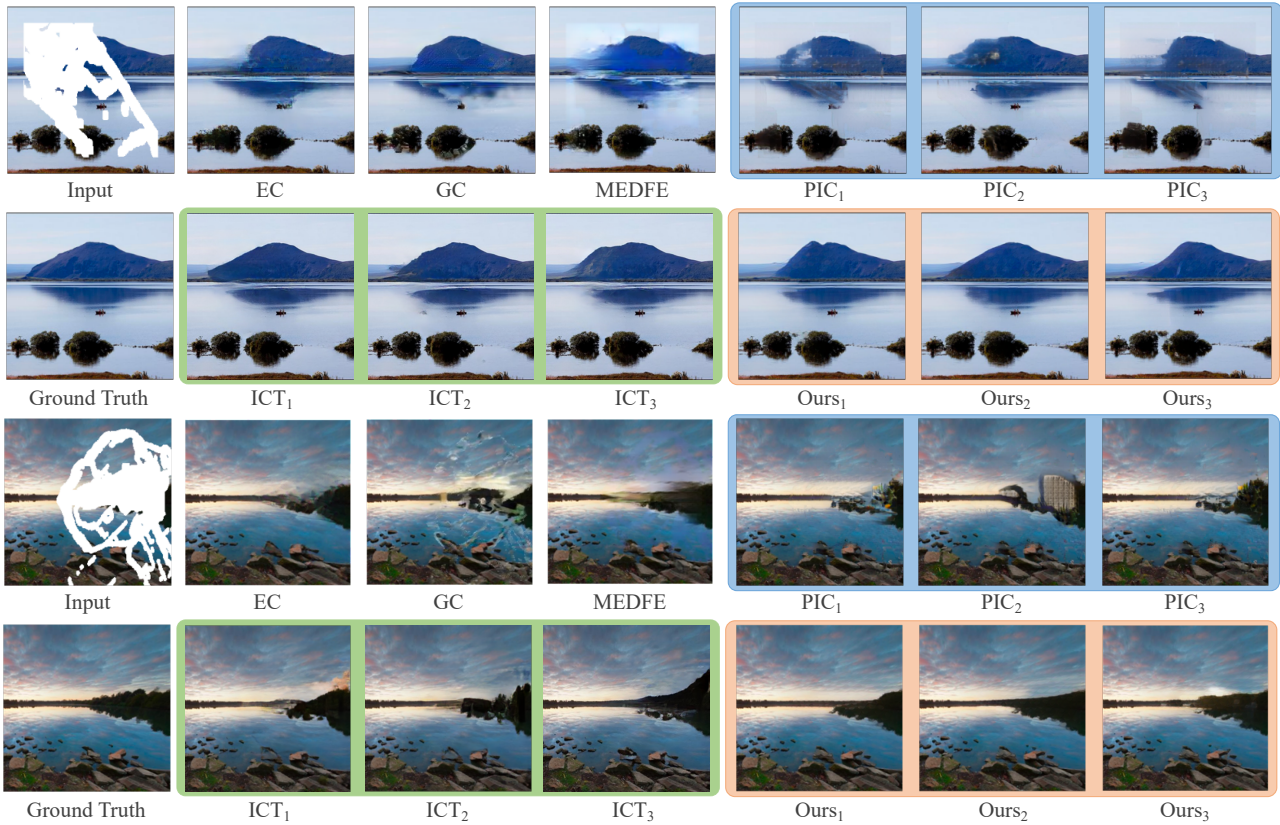 Input EC GC MEDFE PIC₁ PIC₂ PIC₃
Ground Truth ICT₁ ICT₂ ICT₃ Ours₁ Ours₂ Ours₃
Input EC GC MEDFE PIC₁ PIC₂ PIC₃
Ground Truth ICT₁ ICT₂ ICT₃ Ours₁ Ours₂ Ours₃